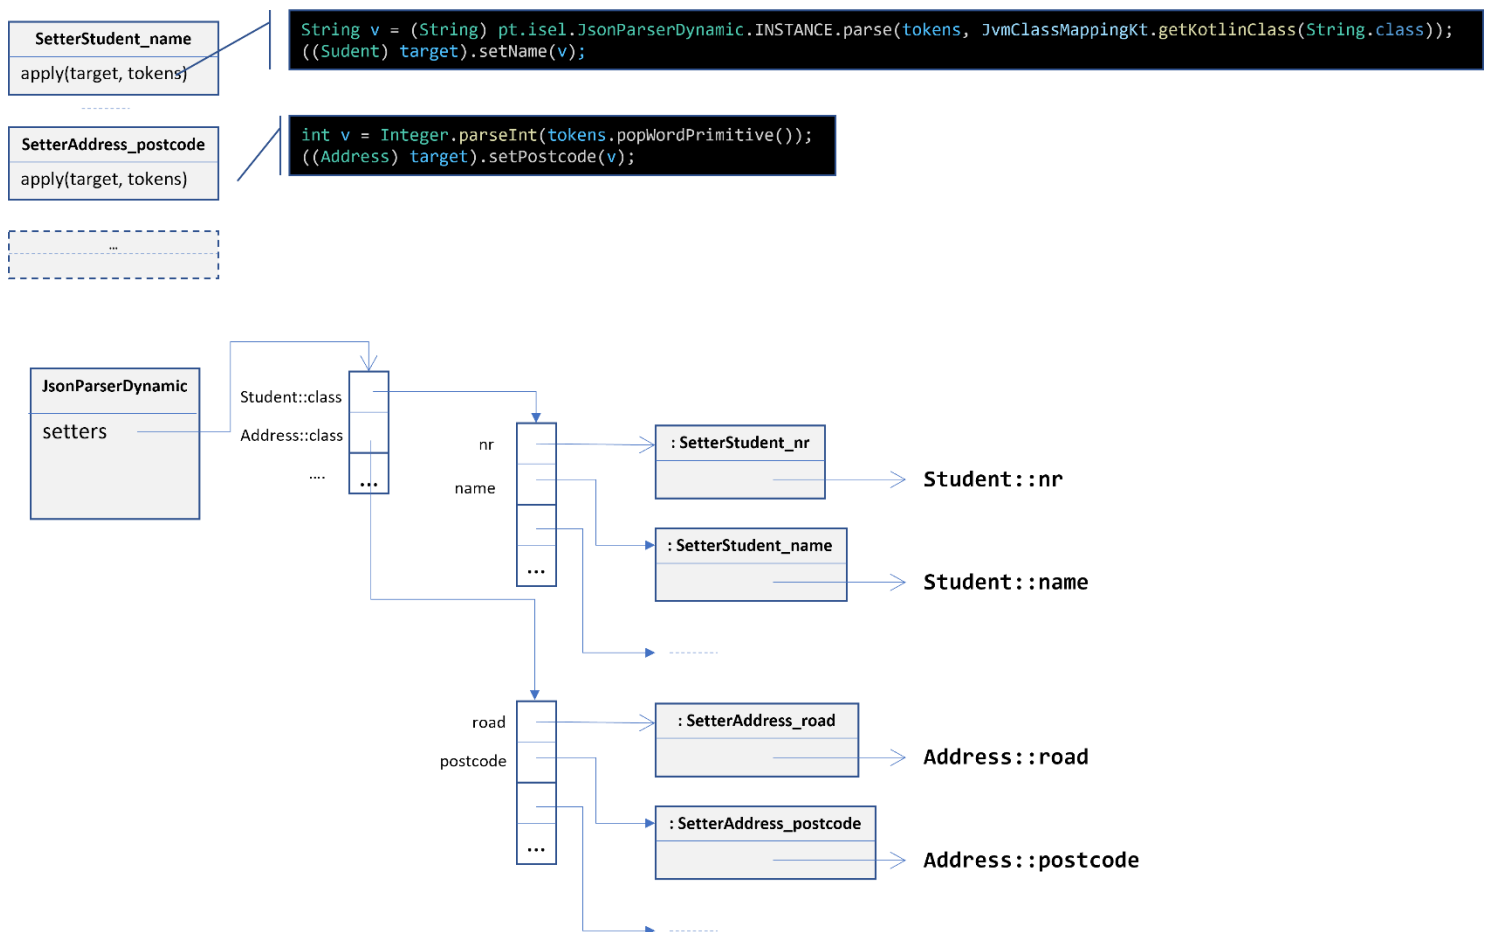 SetterStudent_name
apply(target, tokens)
String v = (String) pt.isel.JsonParserDynamic.INSTANCE.parse(tokens, JvmClassMappingKt.getKotlinClass(String.class));
((Sudent) target).setName(v);
SetterAddress_postcode
apply(target, tokens)
int v = Integer.parseInt(tokens.popWordPrimitive());
((Address) target).setPostcode(v);
...
JsonParserDynamic
setters
Student::class
Address::class
....
...
nr
name
...
: SetterStudent_nr
Student::nr
: SetterStudent_name
Student::name
road
postcode
...
: SetterAddress_road
Address::road
: SetterAddress_postcode
Address::postcode